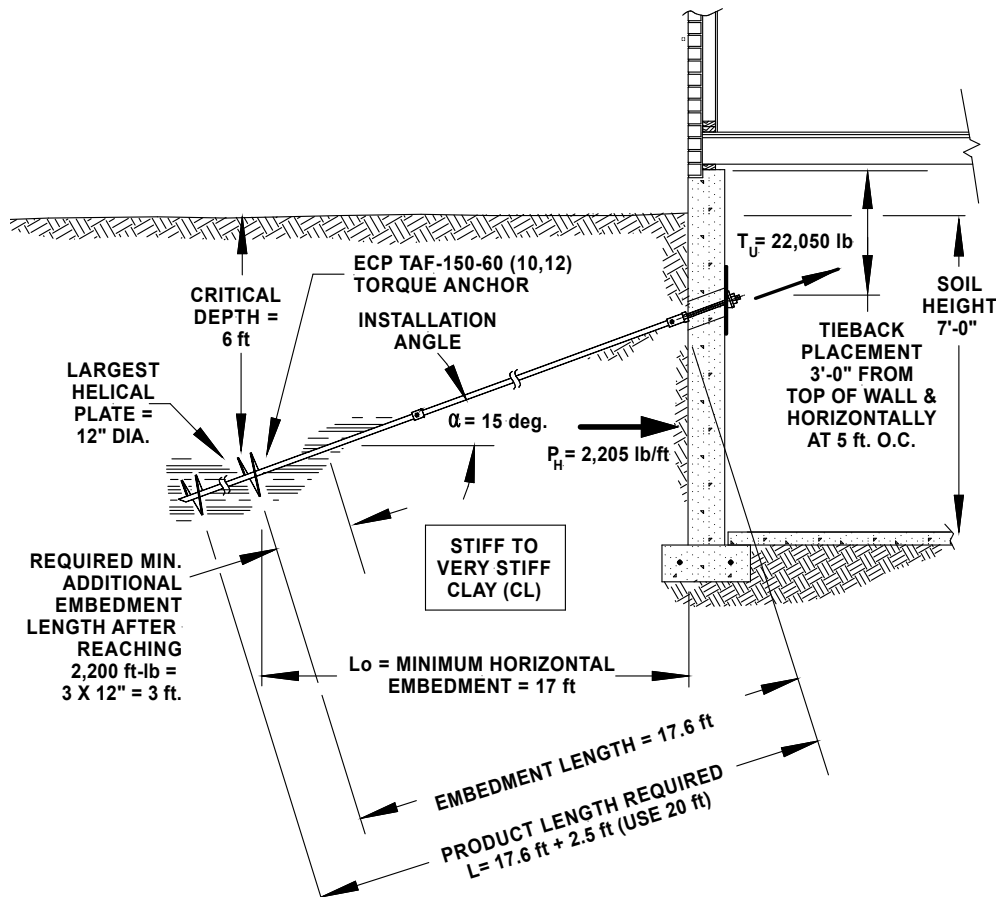 T
U
= 22,050 lb
ECP TAF-150-60 (10,12)
TORQUE ANCHOR
CRITICAL
DEPTH =
6 ft
INSTALLATION
ANGLE
SOIL
HEIGHT
7'-0"
TIEBACK
PLACEMENT
3'-0" FROM
TOP OF WALL &
HORIZONTALLY
AT 5 ft. O.C.
LARGEST
HELICAL
PLATE =
12" DIA.
α = 15 deg.
P
H
= 2,205 lb/ft
STIFF TO
VERY STIFF
CLAY (CL)
REQUIRED MIN.
ADDITIONAL
EMBEDMENT
LENGTH AFTER
REACHING
2,200 ft-lb =
3 X 12" = 3 ft.
Lo = MINIMUM HORIZONTAL
EMBEDMENT = 17 ft
EMBEDMENT LENGTH = 17.6 ft
PRODUCT LENGTH REQUIRED
L= 17.6 ft + 2.5 ft (USE 20 ft)